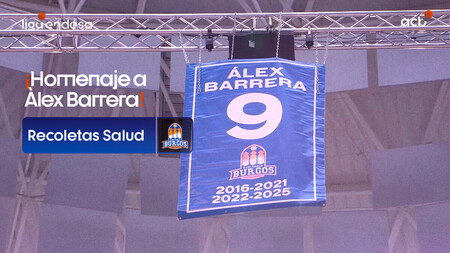 liga endesa
acb
¡Homenaje a
Álex Barrera!
Recoletas Salud
BURGOS
ÁLEX
BARRERA
9
BURGOS
2016-2021
2022-2025